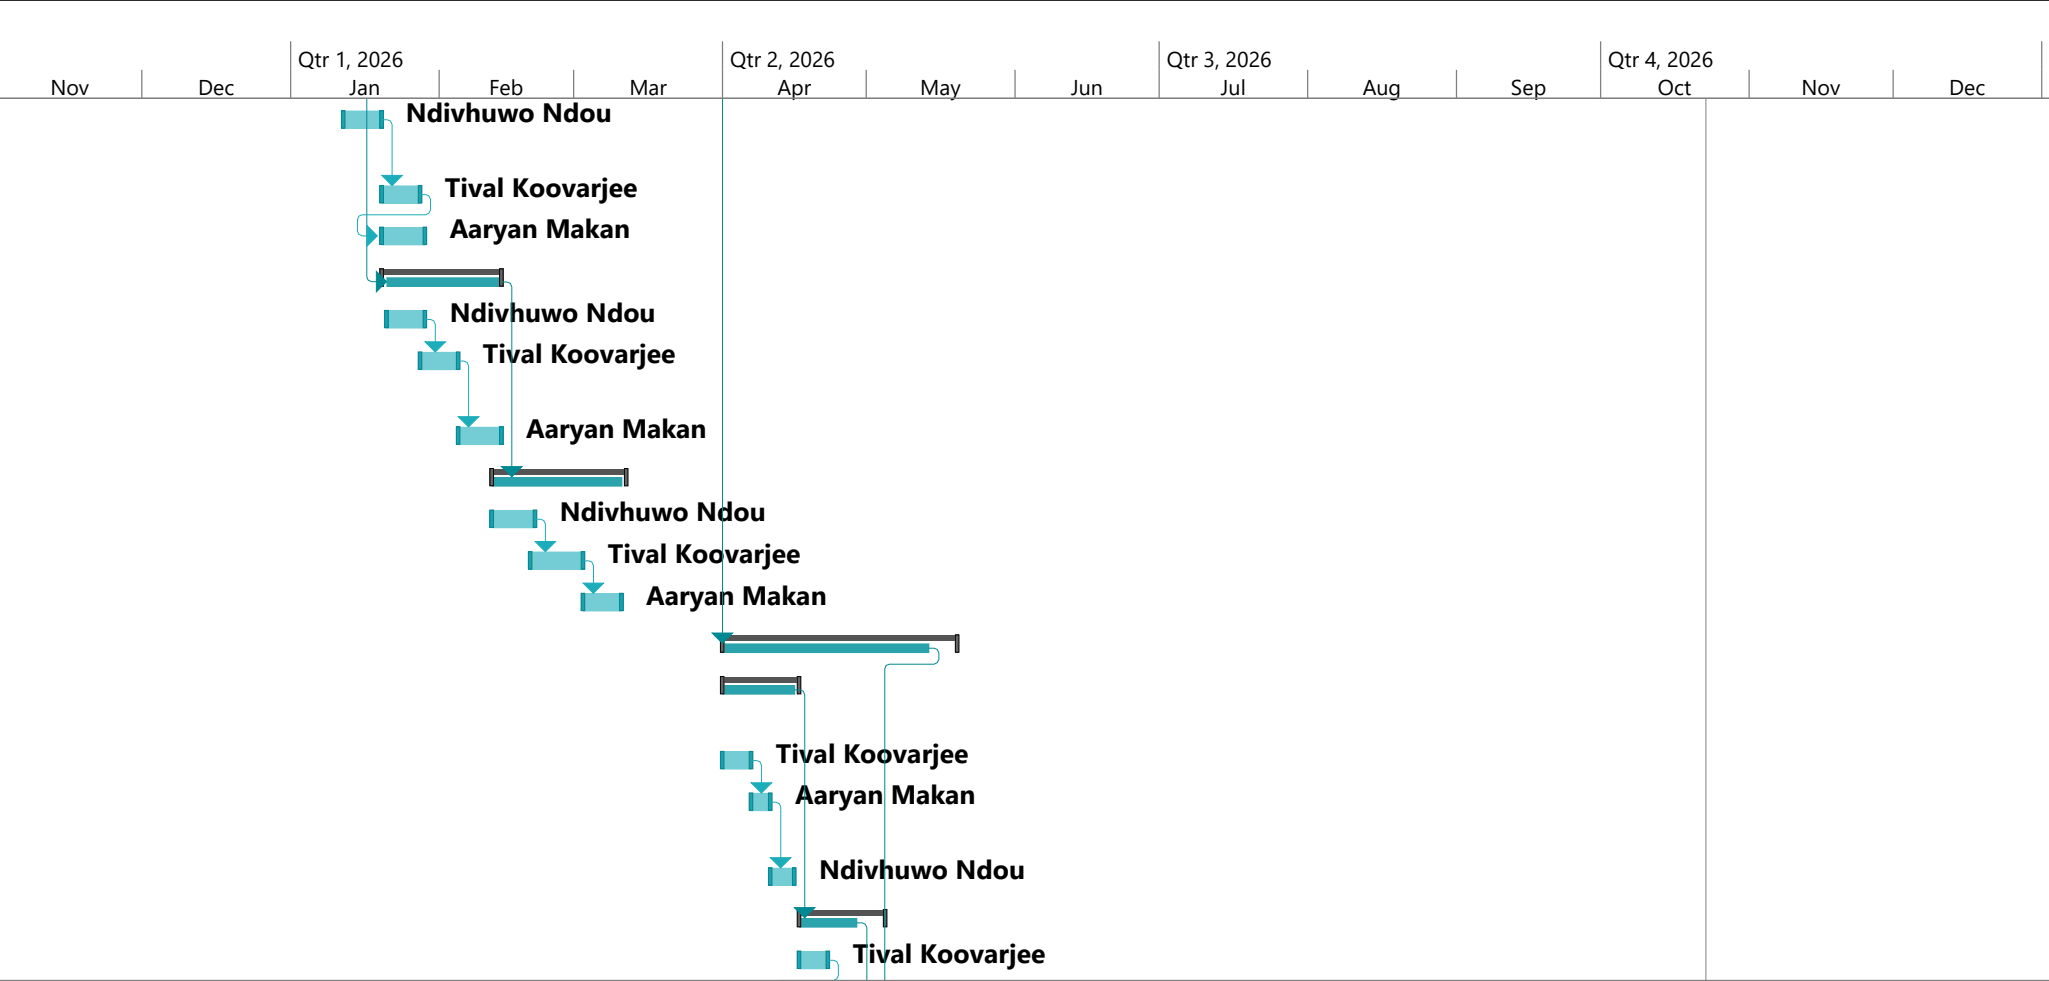 Qtr 1, 2026 Qtr 2, 2026 Qtr 3, 2026 Qtr 4, 2026
Nov Dec Jan Feb Mar Apr May Jun Jul Aug Sep Oct Nov Dec
Ndivhuwo Ndou
Tival Koovarjee
Aaryan Makan
Ndivhuwo Ndou
Tival Koovarjee
Aaryan Makan
Ndivhuwo Ndou
Tival Koovarjee
Aaryan Makan
Tival Koovarjee
Aaryan Makan
Ndivhuwo Ndou
Tival Koovarjee